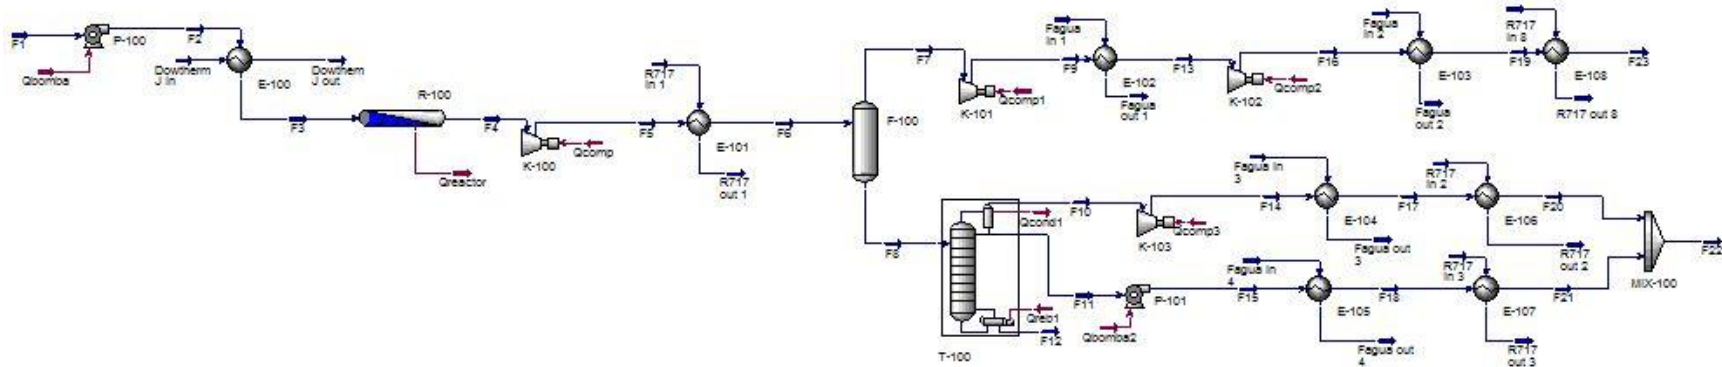 F1
Qbomba
P-100
F2
Dowtherm
J in
E-100
Dowtherm
J out
F3
R-100
Qreactor
F4
K-100
Qcomp
F5
R717
in 1
E-101
R717
out 1
F6
F-100
F7
K-101
Qcomp1
F9
Fagua
in 1
E-102
Fagua
out 1
F13
K-102
Qcomp2
F16
Fagua
in 2
E-103
Fagua
out 2
F19
R717
in 8
E-108
R717 out 8
F23
F8
T-100
Qcond1
Qreb1
F12
F10
K-103
Qcomp3
F14
Fagua in
3
E-104
Fagua out
3
F17
R717
in 2
E-106
R717
out 2
F20
F11
P-101
Qbomba2
F15
Fagua in
4
E-105
Fagua out
4
F18
R717
in 3
E-107
R717
out 3
F21
MIX-100
F22